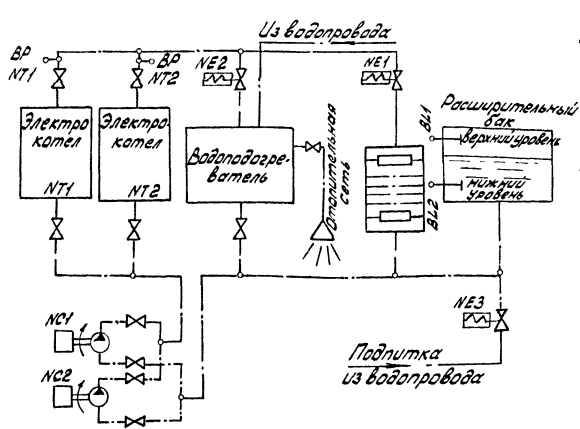 Из водопровода
ВР
NT1
ВР
NT2
NE2
NE1
BL1
Расширительный
бак
верхний уровень
нижний
уровень
BL2
Электро-
котел
NT1
Электро-
котел
NT2
Водоподогре-
ватель
Отопительная
сеть
NE3
NC1
NC2
Подпитка
из водопровода